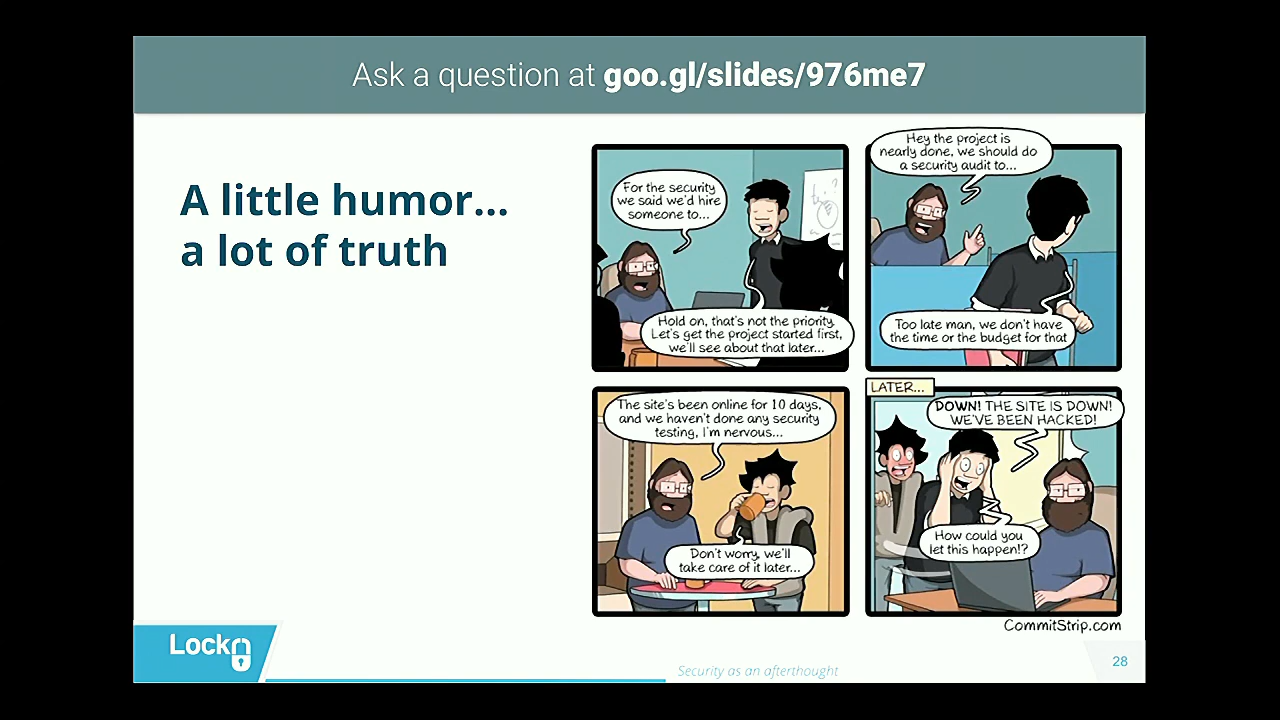 Ask a question at goo.gl/slides/976me7
A little humor...
a lot of truth
For the security
we said we'd hire
someone to...
Hold on, that's not the priority.
Let's get the project started first,
we'll see about that later...
Hey the project is
nearly done, we should do
a security audit to...
Too late man, we don't have
the time or the budget for that
The site's been online for 10 days,
and we haven't done any security
testing, I'm nervous...
Don't worry, we'll
take care of it later...
LATER...
DOWN! THE SITE IS DOWN!
WE'VE BEEN HACKED!
How could you
let this happen!?
CommitStrip.com
Lock
Security as an afterthought
28